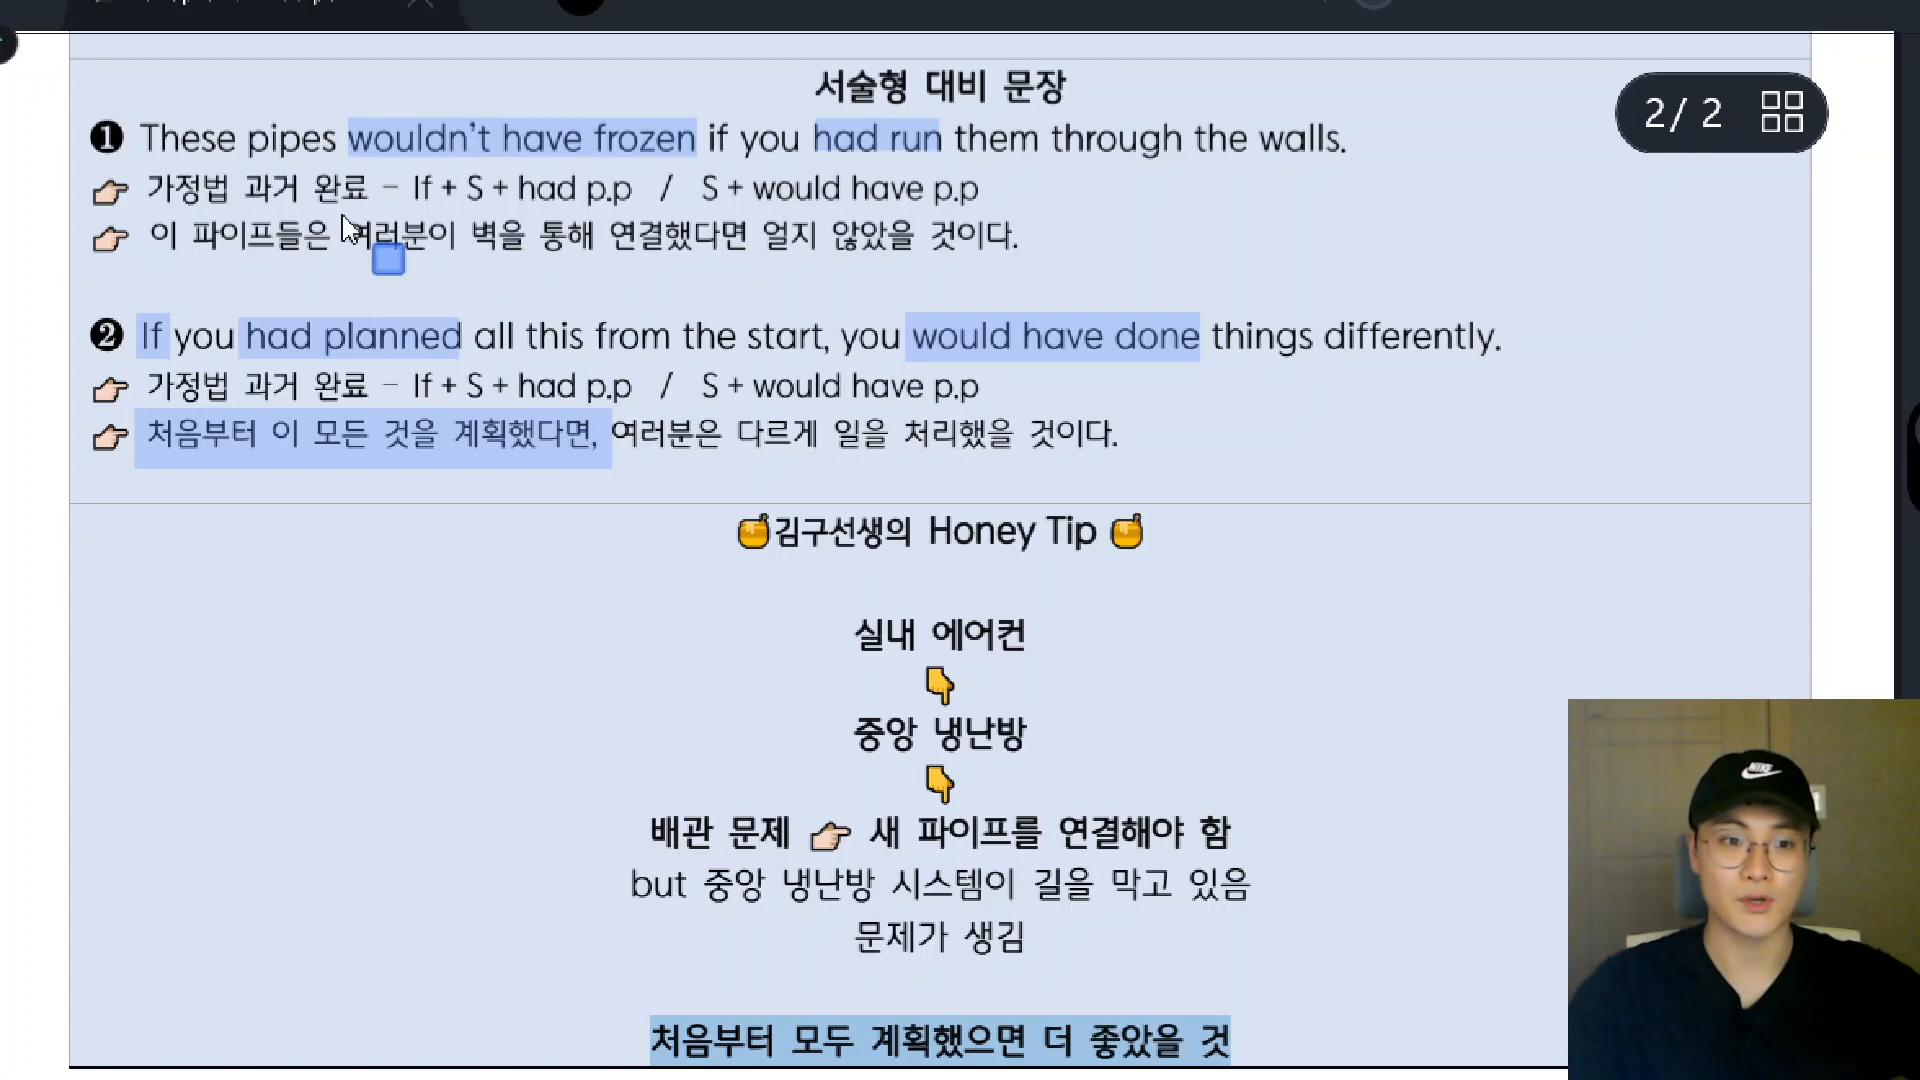 서술형 대비 문장
2/ 2
❶ These pipes wouldn't have frozen if you had run them through the walls.
👉 가정법 과거 완료 – If + S + had p.p / S + would have p.p
👉 이 파이프들은 여러분이 벽을 통해 연결했다면 얼지 않았을 것이다.
❷ If you had planned all this from the start, you would have done things differently.
👉 가정법 과거 완료 – If + S + had p.p / S + would have p.p
👉 처음부터 이 모든 것을 계획했다면, 여러분은 다르게 일을 처리했을 것이다.
🍯김구선생의 Honey Tip 🍯
실내 에어컨
👇
중앙 냉난방
👇
배관 문제 👉 새 파이프를 연결해야 함
but 중앙 냉난방 시스템이 길을 막고 있음
문제가 생김
처음부터 모두 계획했으면 더 좋았을 것
NIKE